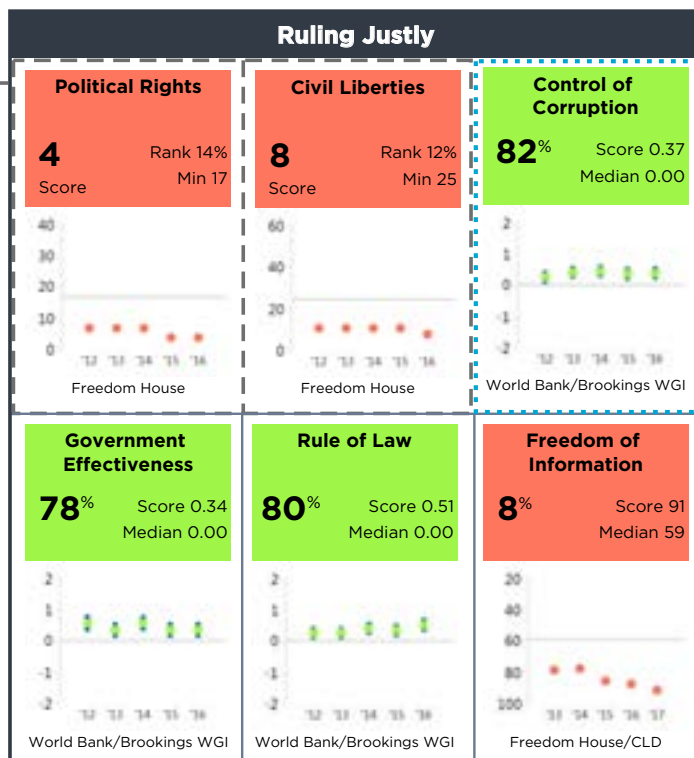 Ruling Justly
Political Rights
4
Score
Rank 14%
Min 17
40
30
20
10
0
'12 '13 '14 '15 '16
Freedom House
Civil Liberties
8
Score
Rank 12%
Min 25
60
40
20
0
'12 '13 '14 '15 '16
Freedom House
Control of
Corruption
82%
Score 0.37
Median 0.00
2
1
0
-1
-2
'12 '13 '14 '15 '16
World Bank/Brookings WGI
Government
Effectiveness
78%
Score 0.34
Median 0.00
2
1
0
-1
-2
'12 '13 '14 '15 '16
World Bank/Brookings WGI
Rule of Law
80%
Score 0.51
Median 0.00
2
1
0
-1
-2
'12 '13 '14 '15 '16
World Bank/Brookings WGI
Freedom of
Information
8%
Score 91
Median 59
20
40
60
80
100
'13 '14 '15 '16 '17
Freedom House/CLD